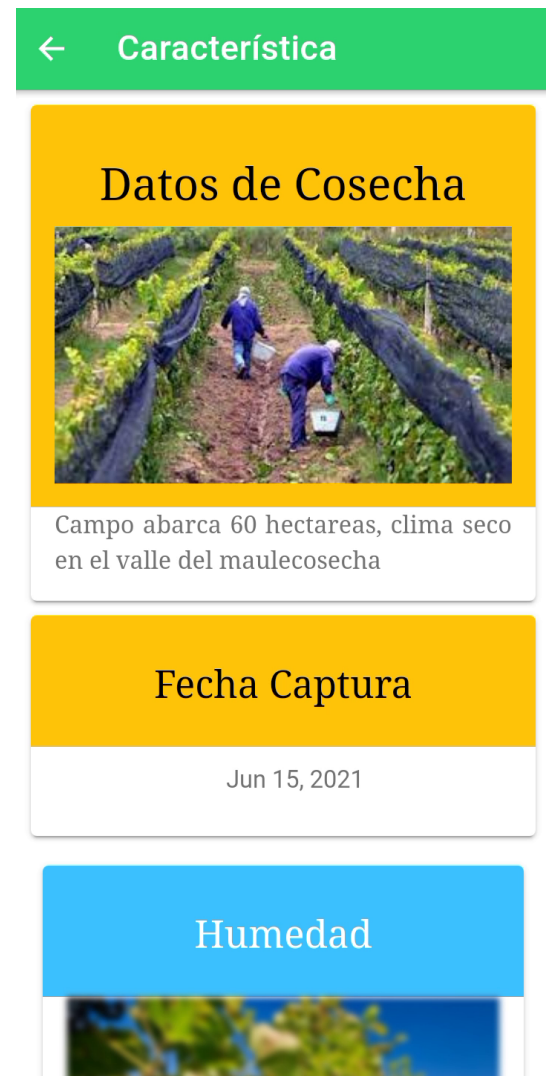 Característica
Datos de Cosecha
Campo abarca 60 hectareas, clima seco
en el valle del maulecosecha
Fecha Captura
Jun 15, 2021
Humedad